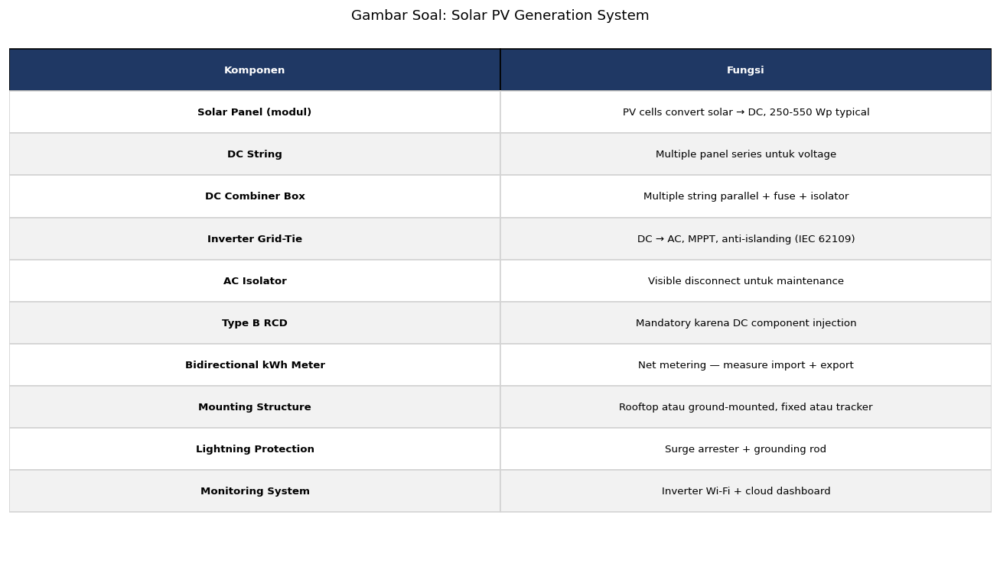 Gambar Soal: Solar PV Generation System
Komponen Fungsi
Solar Panel (modul) PV cells convert solar → DC, 250-550 Wp typical
DC String Multiple panel series untuk voltage
DC Combiner Box Multiple string parallel + fuse + isolator
Inverter Grid-Tie DC → AC, MPPT, anti-islanding (IEC 62109)
AC Isolator Visible disconnect untuk maintenance
Type B RCD Mandatory karena DC component injection
Bidirectional kWh Meter Net metering — measure import + export
Mounting Structure Rooftop atau ground-mounted, fixed atau tracker
Lightning Protection Surge arrester + grounding rod
Monitoring System Inverter Wi-Fi + cloud dashboard